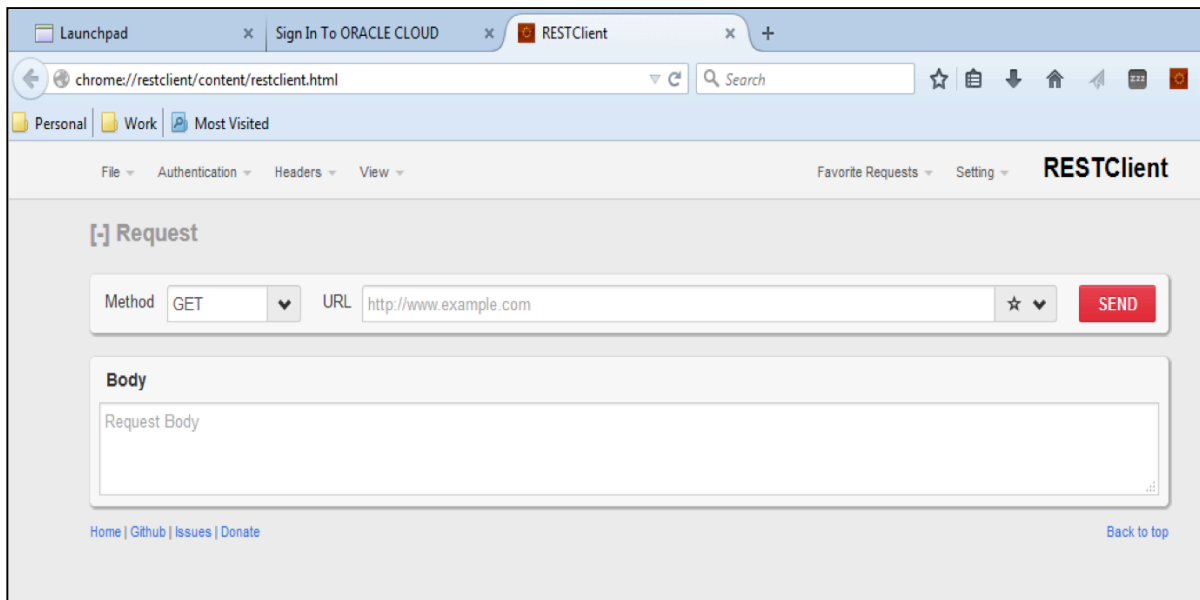 Launchpad Sign In To ORACLE CLOUD RESTClient
chrome://restclient/content/restclient.html Search
Personal Work Most Visited
File Authentication Headers View Favorite Requests Setting RESTClient
[-] Request
Method GET URL http://www.example.com SEND
Body
Request Body
Home | Github | Issues | Donate Back to top